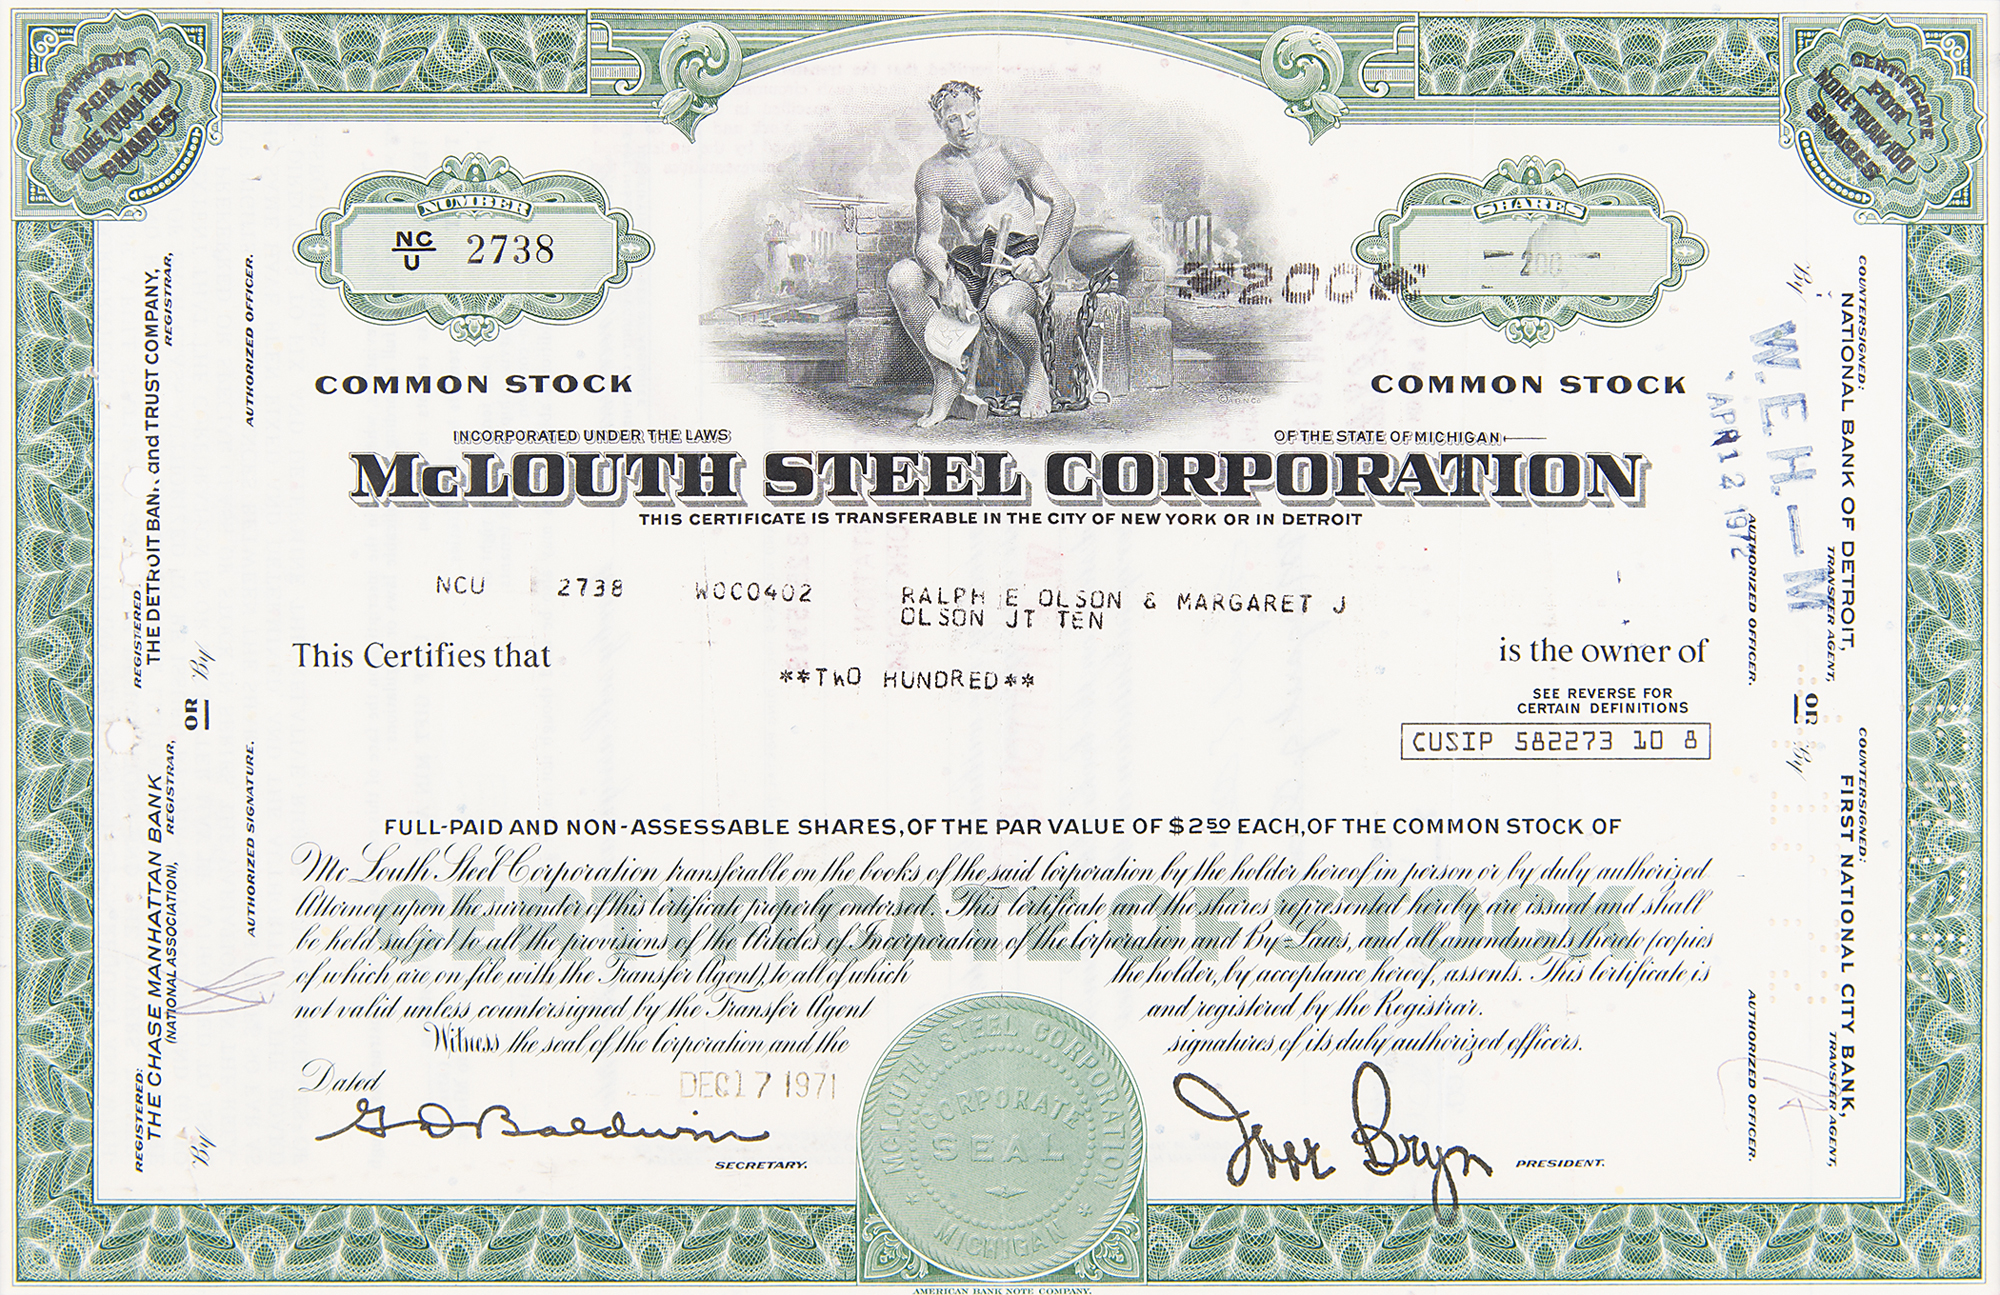 CERTIFICATE
FOR
MORE THAN 100
SHARES
CERTIFICATE
FOR
MORE THAN 100
SHARES
NUMBER
NC
U
2738
SHARES
200
*200*
COMMON STOCK
COMMON STOCK
©A.B.N.CO.
INCORPORATED UNDER THE LAWS
OF THE STATE OF MICHIGAN
McLOUTH STEEL CORPORATION
THIS CERTIFICATE IS TRANSFERABLE IN THE CITY OF NEW YORK OR IN DETROIT
NCU 2738 W0C0402 RALPH E OLSON & MARGARET J
OLSON JT TEN
This Certifies that
is the owner of
**TWO HUNDRED**
SEE REVERSE FOR
CERTAIN DEFINITIONS
CUSIP 582273 10 8
FULL-PAID AND NON-ASSESSABLE SHARES, OF THE PAR VALUE OF $2.50 EACH, OF THE COMMON STOCK OF
CERTIFICATE OF STOCK
McLouth Steel Corporation transferable on the books of the said Corporation by the holder hereof in person or by duly authorized
Attorney upon the surrender of this Certificate properly endorsed. This Certificate and the shares represented hereby are issued and shall
be held subject to all the provisions of the Articles of Incorporation of the Corporation and By-Laws, and all amendments thereto (copies
of which are on file with the Transfer Agent), to all of which the holder, by acceptance hereof, assents. This Certificate is
not valid unless countersigned by the Transfer Agent and registered by the Registrar.
Witness the seal of the Corporation and the signatures of its duly authorized officers.
Dated
DEC 17 1971
G D Baldwin
SECRETARY.
McLOUTH STEEL CORPORATION
CORPORATE
SEAL
MICHIGAN
Iver Bryn
PRESIDENT.
REGISTERED:
THE DETROIT BANK and TRUST COMPANY,
REGISTRAR,
By
AUTHORIZED OFFICER.
OR
REGISTERED:
THE CHASE MANHATTAN BANK
(NATIONAL ASSOCIATION), REGISTRAR,
By
AUTHORIZED SIGNATURE.
COUNTERSIGNED:
NATIONAL BANK OF DETROIT,
TRANSFER AGENT,
By
AUTHORIZED OFFICER.
W.E.H.-M
APR 12 1972
OR
COUNTERSIGNED:
FIRST NATIONAL CITY BANK,
TRANSFER AGENT,
By
AUTHORIZED OFFICER.
AMERICAN BANK NOTE COMPANY.